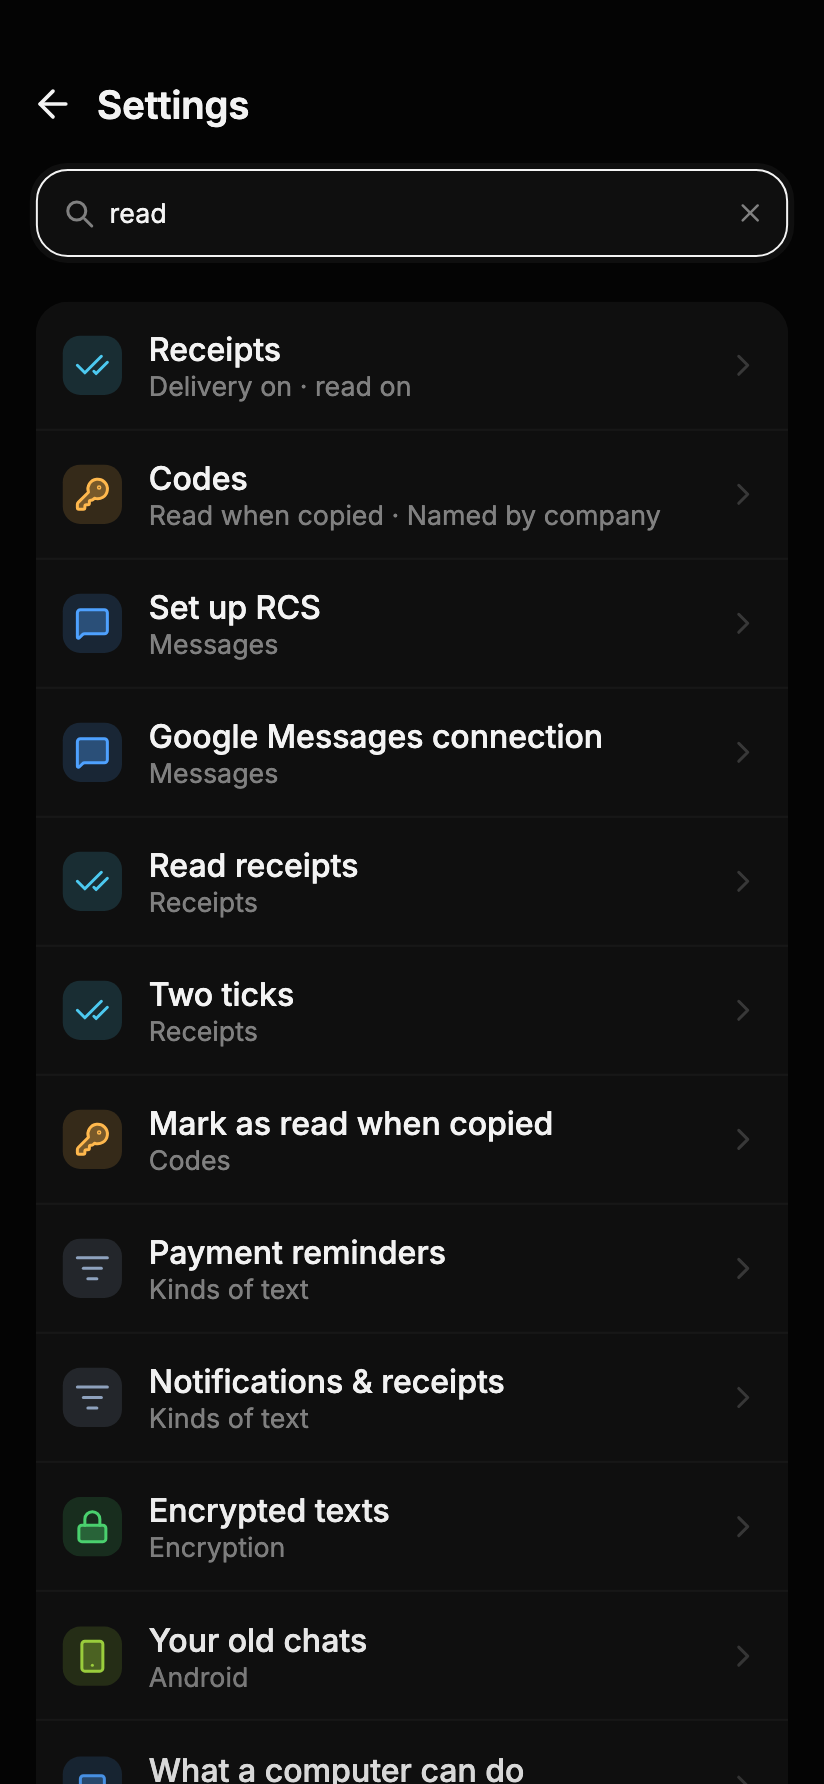 Settings
read
Receipts
Delivery on · read on
Codes
Read when copied · Named by company
Set up RCS
Messages
Google Messages connection
Messages
Read receipts
Receipts
Two ticks
Receipts
Mark as read when copied
Codes
Payment reminders
Kinds of text
Notifications & receipts
Kinds of text
Encrypted texts
Encryption
Your old chats
Android
What a computer can do